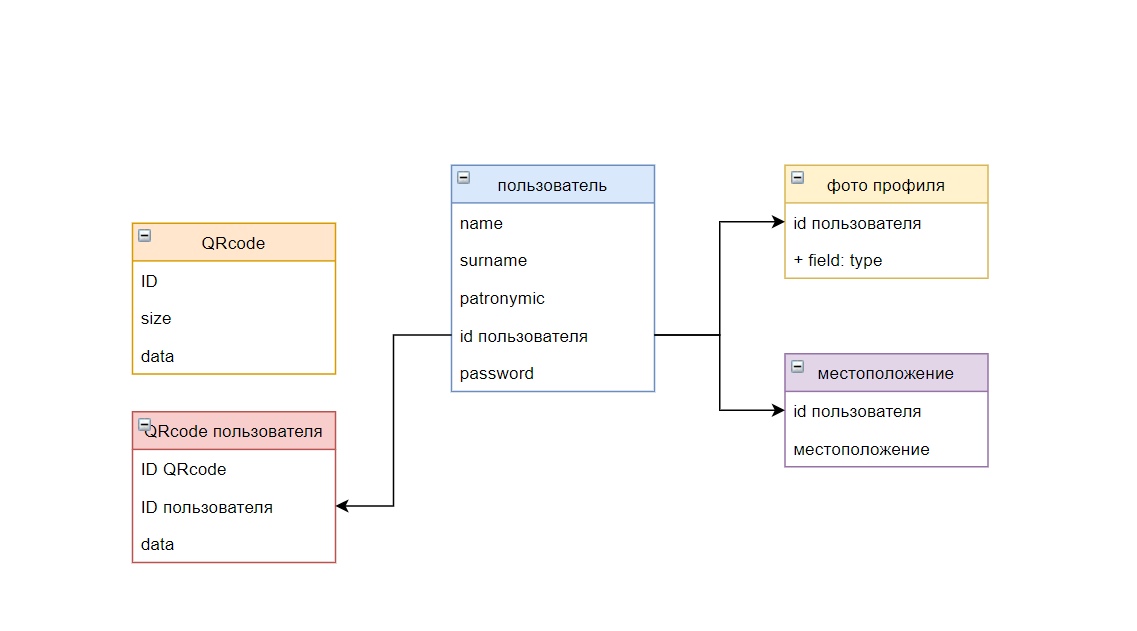 QRcode
ID
size
data
QRcode пользователя
ID QRcode
ID пользователя
data
пользователь
name
surname
patronymic
id пользователя
password
фото профиля
id пользователя
+ field: type
местоположение
id пользователя
местоположение